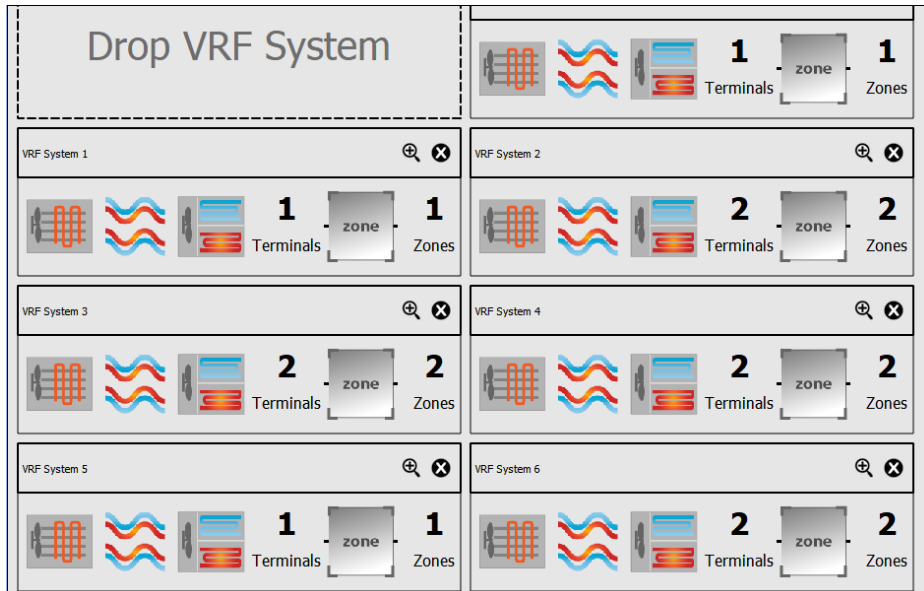 Drop VRF System
1 Terminals zone 1 Zones
VRF System 1
1 Terminals zone 1 Zones
VRF System 2
2 Terminals zone 2 Zones
VRF System 3
2 Terminals zone 2 Zones
VRF System 4
2 Terminals zone 2 Zones
VRF System 5
1 Terminals zone 1 Zones
VRF System 6
2 Terminals zone 2 Zones